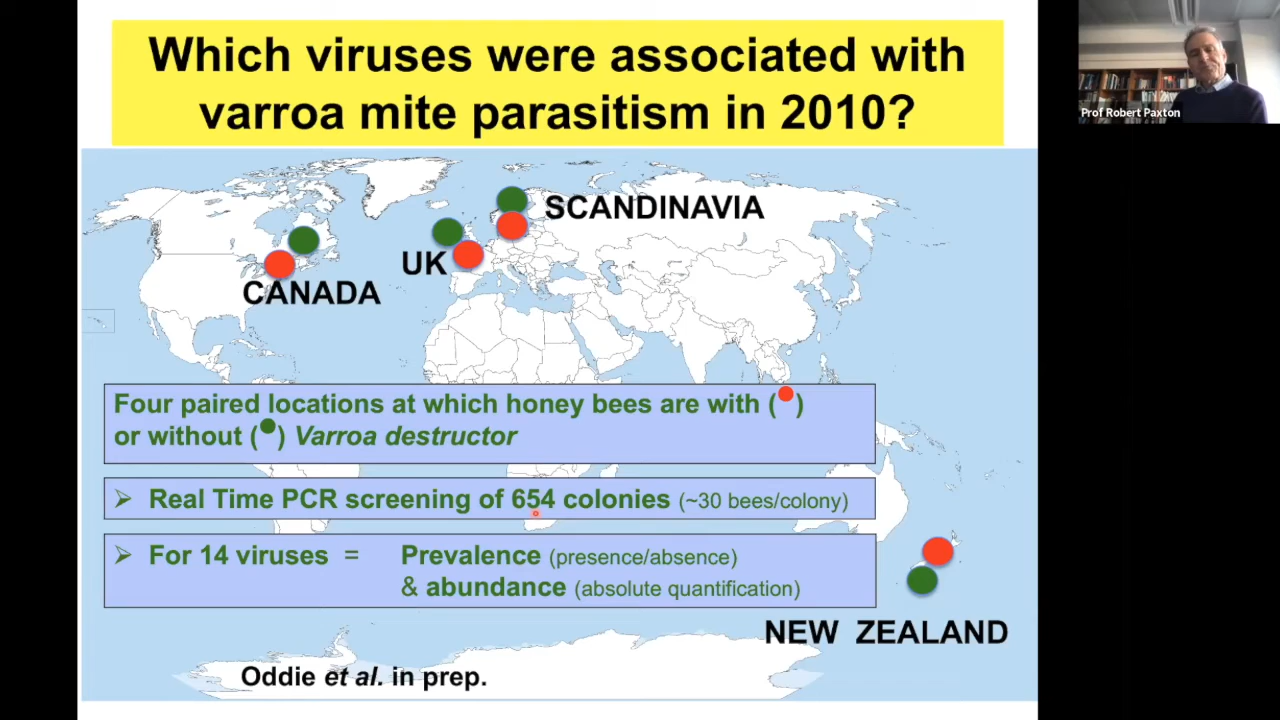 Which viruses were associated with
varroa mite parasitism in 2010?
Prof Robert Paxton
SCANDINAVIA
UK
CANADA
Four paired locations at which honey bees are with (●)
or without (●) Varroa destructor
➢ Real Time PCR screening of 654 colonies (~30 bees/colony)
➢ For 14 viruses = Prevalence (presence/absence)
& abundance (absolute quantification)
NEW ZEALAND
Oddie et al. in prep.